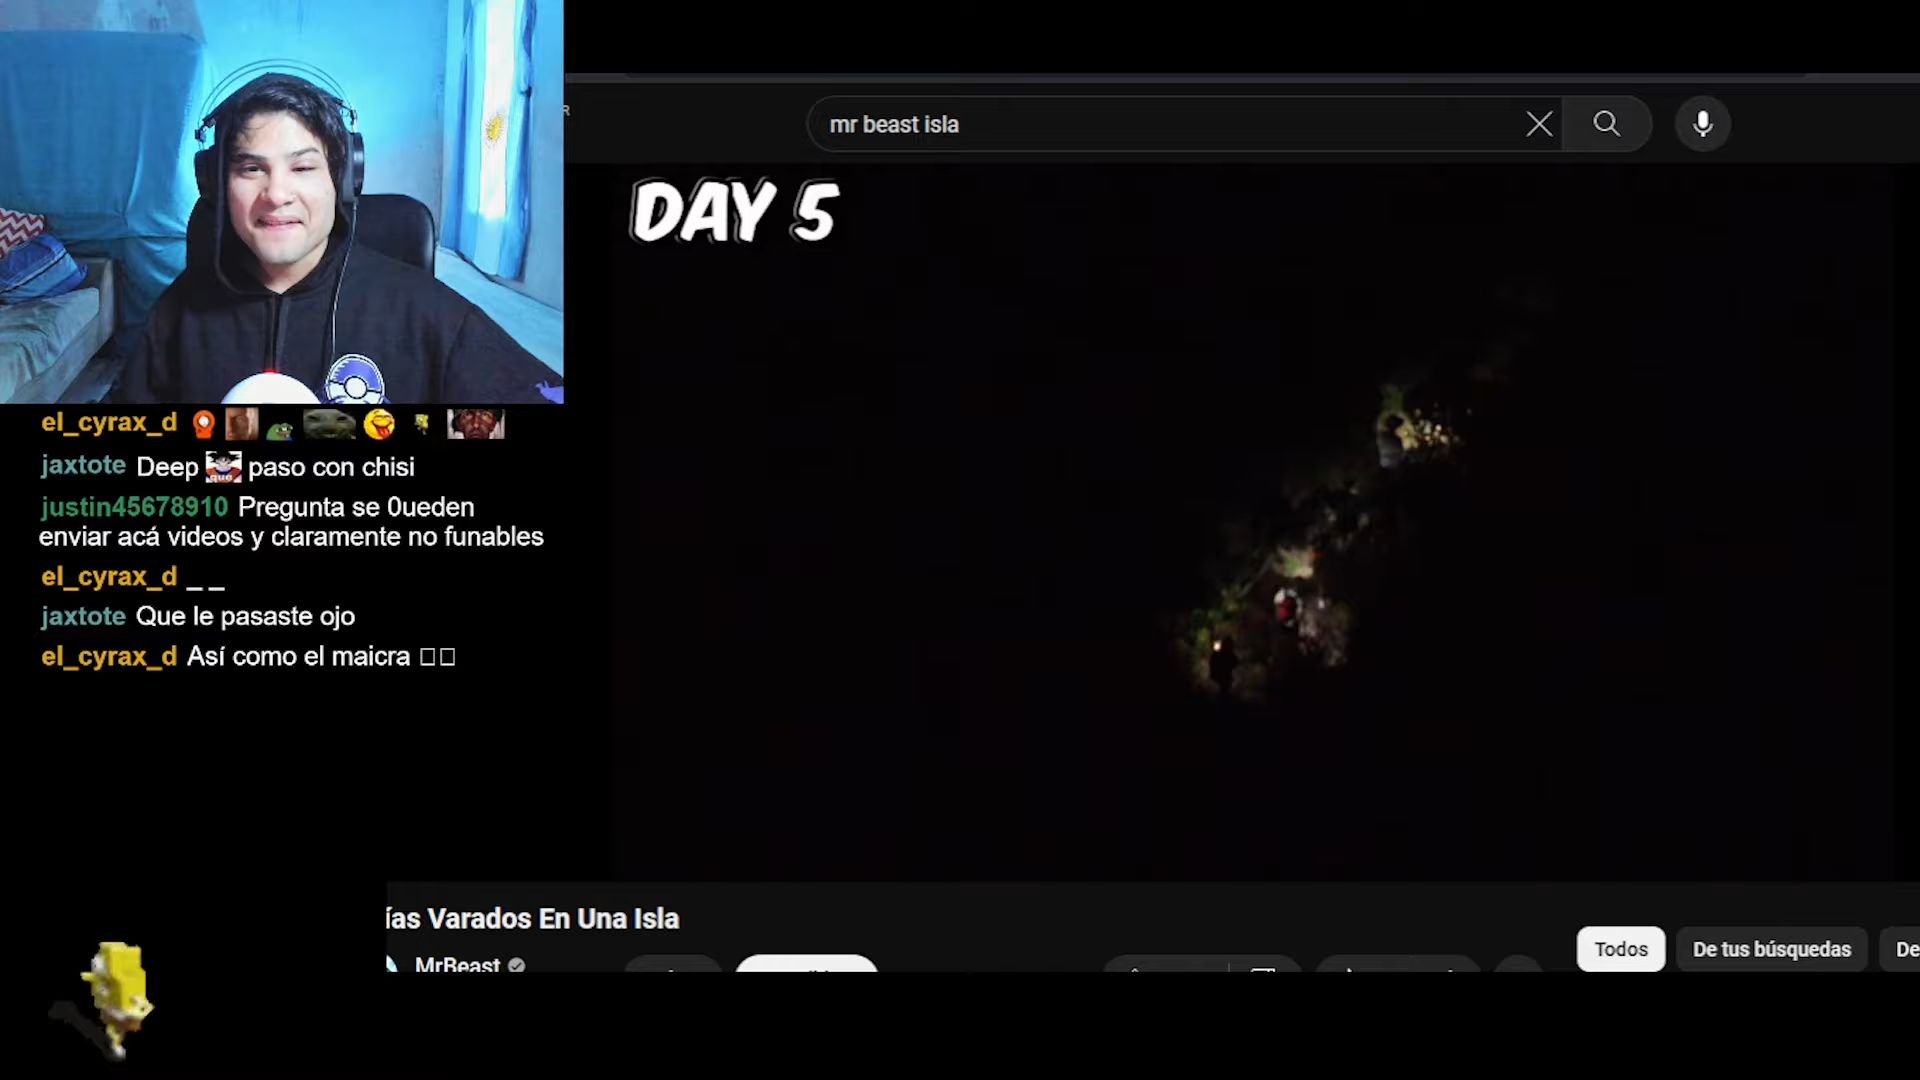 R
mr beast isla
DAY 5
el_cyrax_d
jaxtote Deep que paso con chisi
justin45678910 Pregunta se 0ueden
enviar acá videos y claramente no funables
el_cyrax_d _ _
jaxtote Que le pasaste ojo
el_cyrax_d Así como el maicra
ías Varados En Una Isla
MrBeast
Todos
De tus búsquedas
De